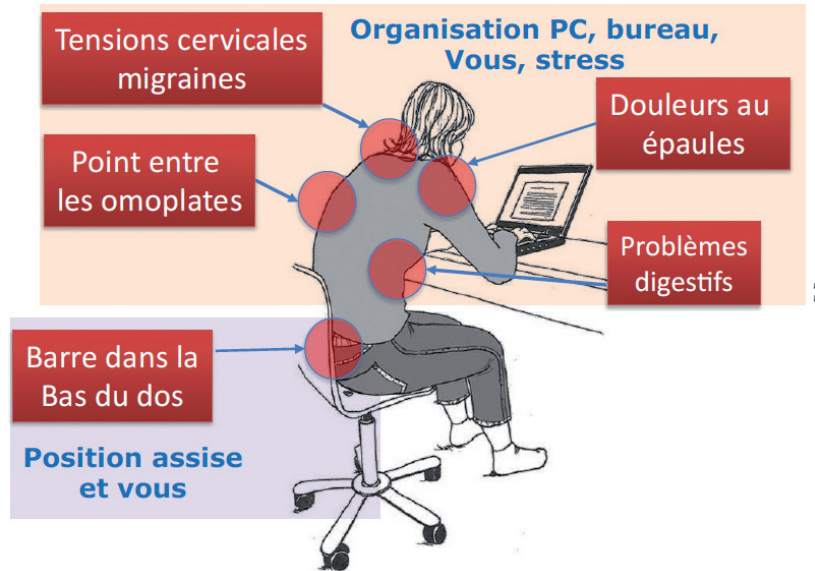 Tensions cervicales
migraines
Organisation PC, bureau,
Vous, stress
Douleurs au
épaules
Point entre
les omoplates
Problèmes
digestifs
Barre dans la
Bas du dos
Position assise
et vous